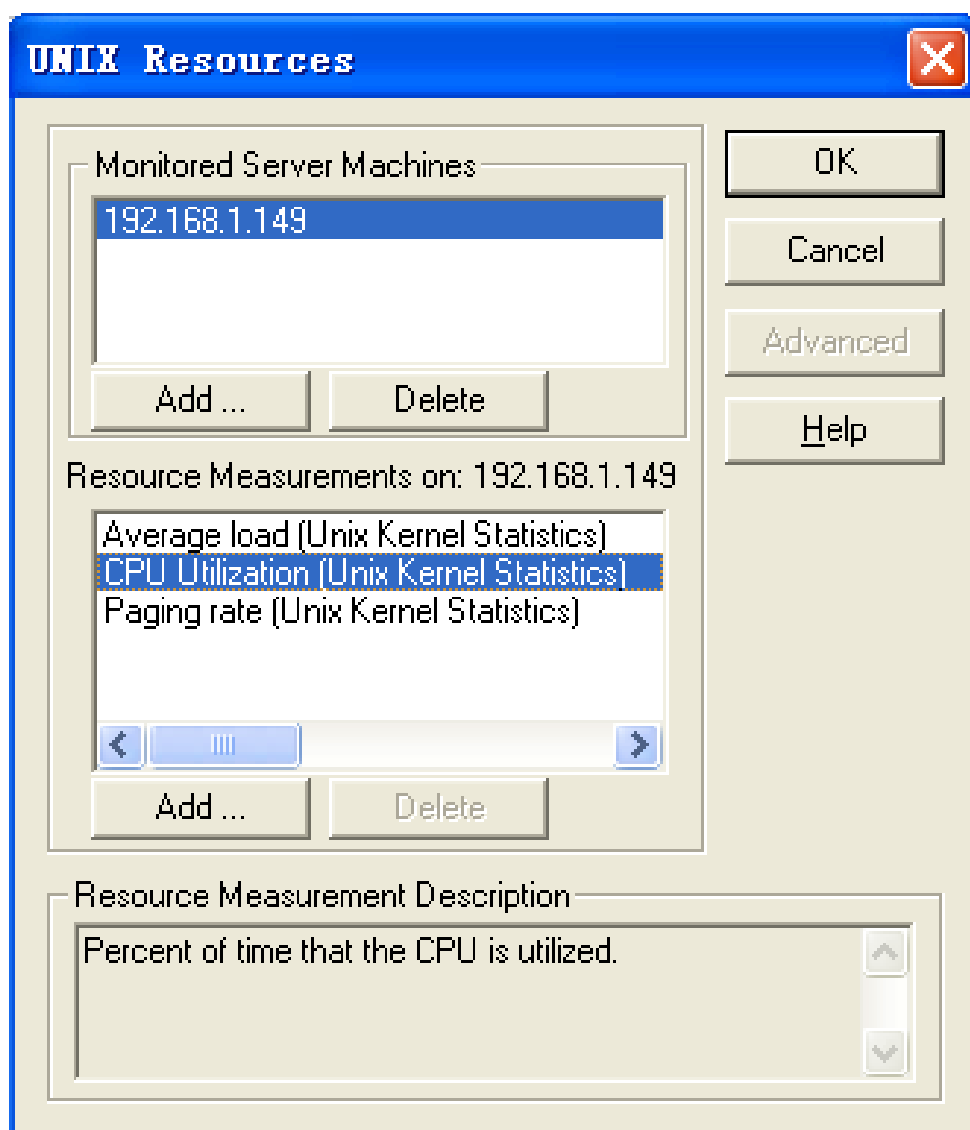 UNIX Resources
Monitored Server Machines
192.168.1.149
Add ...
Delete
OK
Cancel
Advanced
Help
Resource Measurements on: 192.168.1.149
Average load (Unix Kernel Statistics)
CPU Utilization (Unix Kernel Statistics)
Paging rate (Unix Kernel Statistics)
Add ...
Delete
Resource Measurement Description
Percent of time that the CPU is utilized.